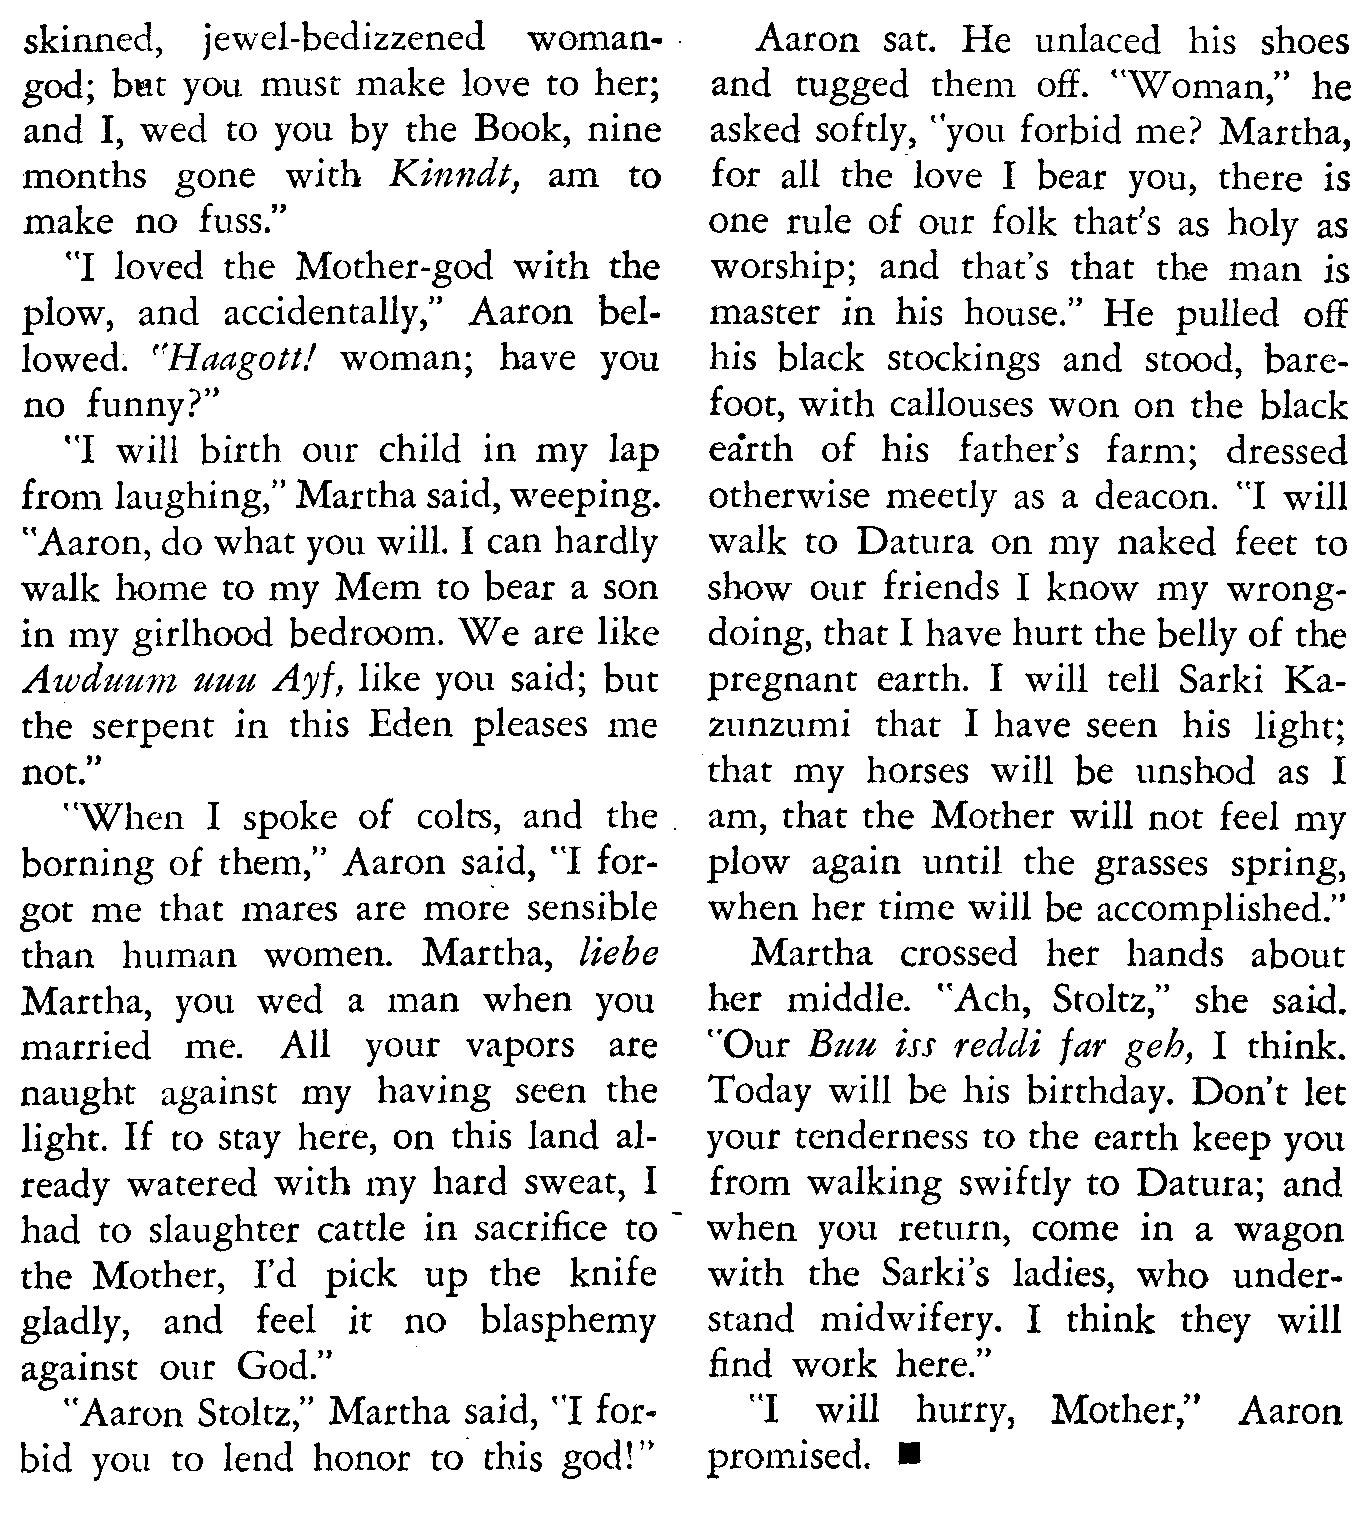 skinned, jewel-bedizzened woman-
god; but you must make love to her;
and I, wed to you by the Book, nine
months gone with Kinndt, am to
make no fuss.”
“I loved the Mother-god with the
plow, and accidentally,” Aaron bel-
lowed. “Haagott! woman; have you
no funny?”
“I will birth our child in my lap
from laughing,” Martha said, weeping.
“Aaron, do what you will. I can hardly
walk home to my Mem to bear a son
in my girlhood bedroom. We are like
Awduum uuu Ayf, like you said; but
the serpent in this Eden pleases me
not.”
“When I spoke of colts, and the
borning of them,” Aaron said, “I for-
got me that mares are more sensible
than human women. Martha, liebe
Martha, you wed a man when you
married me. All your vapors are
naught against my having seen the
light. If to stay here, on this land al-
ready watered with my hard sweat, I
had to slaughter cattle in sacrifice to
the Mother, I’d pick up the knife
gladly, and feel it no blasphemy
against our God.”
“Aaron Stoltz,” Martha said, “I for-
bid you to lend honor to this god!”
Aaron sat. He unlaced his shoes
and tugged them off. “Woman,” he
asked softly, “you forbid me? Martha,
for all the love I bear you, there is
one rule of our folk that’s as holy as
worship; and that’s that the man is
master in his house.” He pulled off
his black stockings and stood, bare-
foot, with callouses won on the black
earth of his father’s farm; dressed
otherwise meetly as a deacon. “I will
walk to Datura on my naked feet to
show our friends I know my wrong-
doing, that I have hurt the belly of the
pregnant earth. I will tell Sarki Ka-
zunzumi that I have seen his light;
that my horses will be unshod as I
am, that the Mother will not feel my
plow again until the grasses spring,
when her time will be accomplished.”
Martha crossed her hands about
her middle. “Ach, Stoltz,” she said.
“Our Buu iss reddi far geh, I think.
Today will be his birthday. Don’t let
your tenderness to the earth keep you
from walking swiftly to Datura; and
when you return, come in a wagon
with the Sarki’s ladies, who under-
stand midwifery. I think they will
find work here.”
“I will hurry, Mother,” Aaron
promised. ■